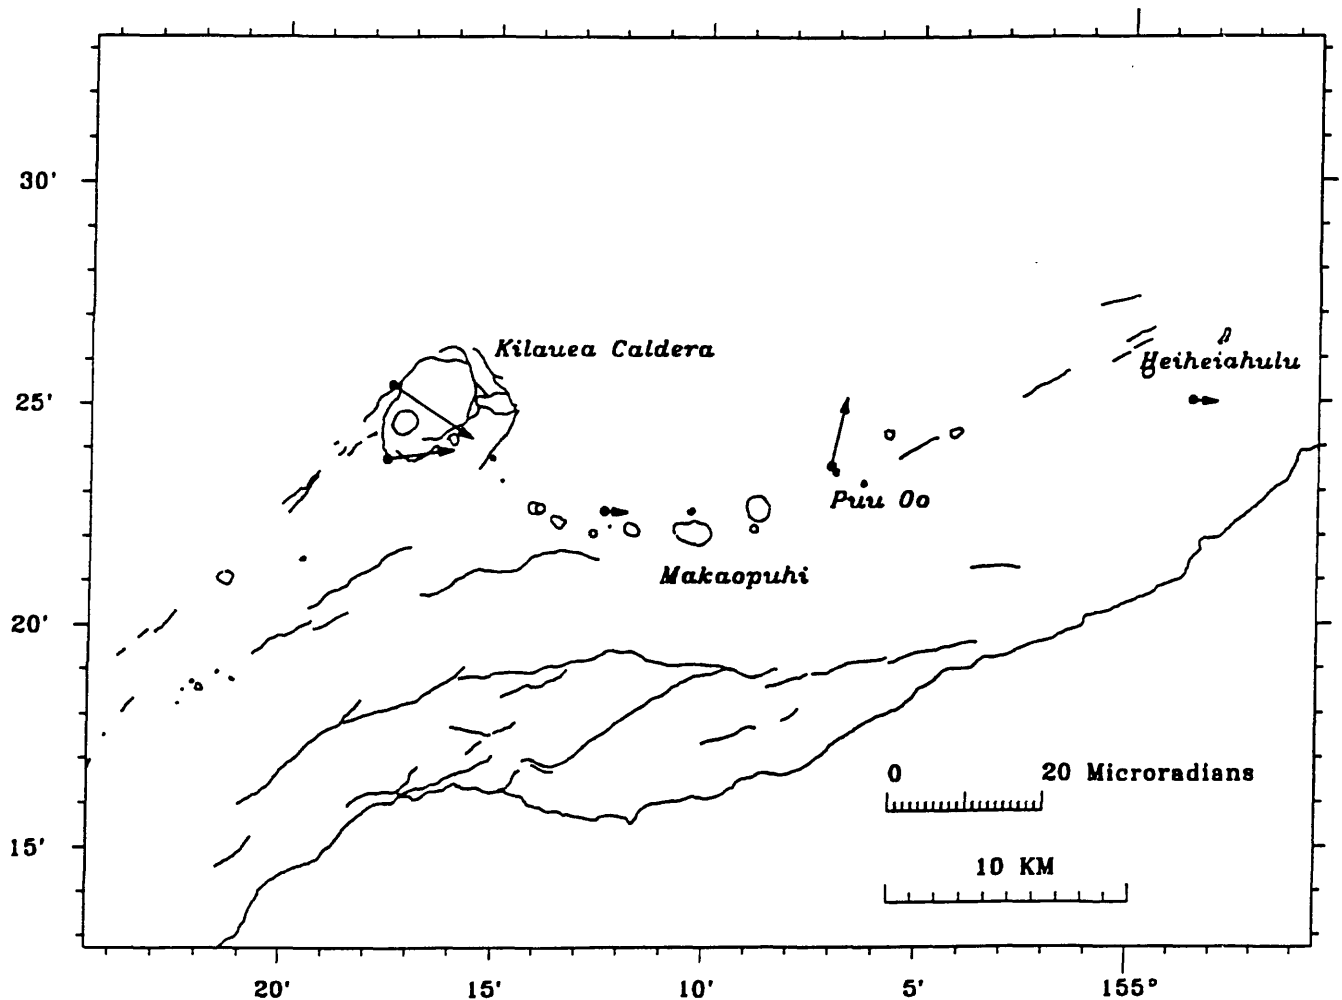 30'
Kilauea Caldera
Heiheiahulu
25'
Puu Oo
Makaopuhi
20'
0 20 Microradians
15'
10 KM
20' 15' 10' 5' 155°